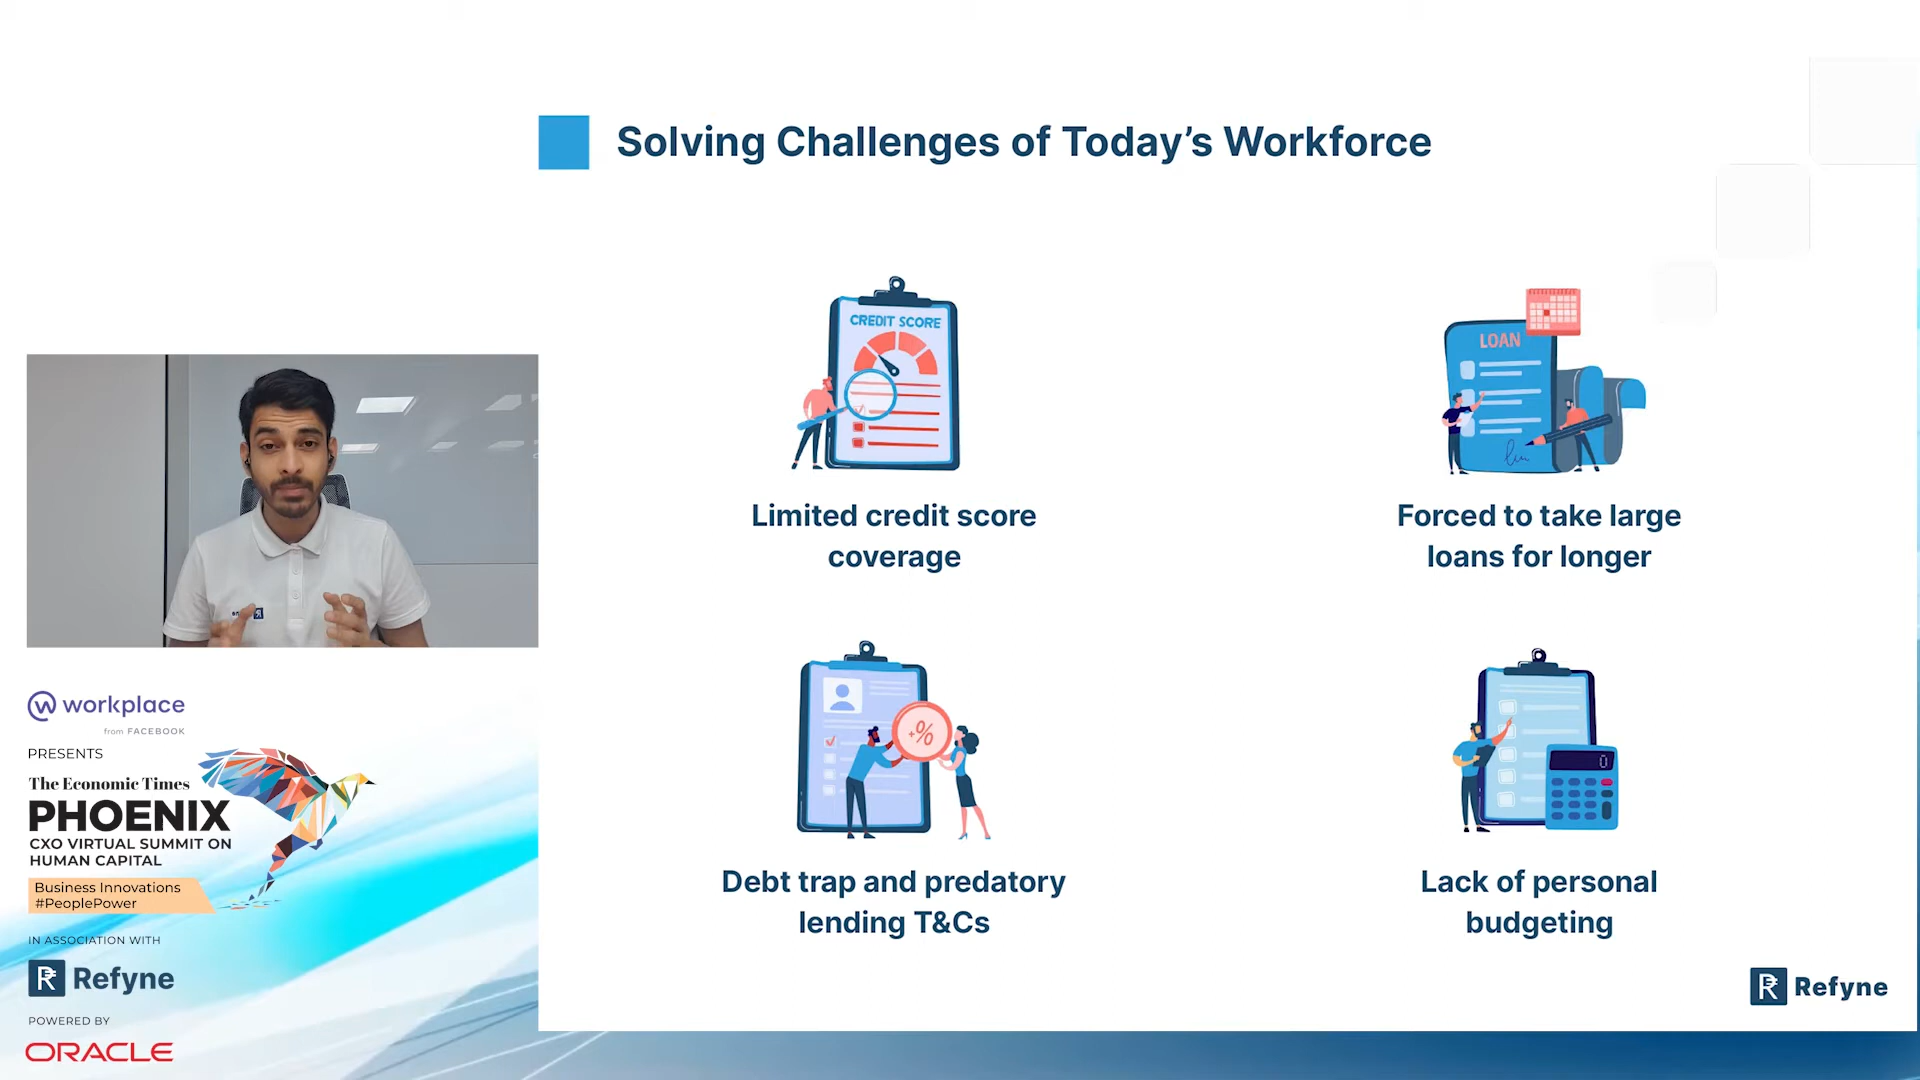 Solving Challenges of Today’s Workforce
CREDIT SCORE
Limited credit score
coverage
LOAN
Forced to take large
loans for longer
%
Debt trap and predatory
lending T&Cs
0
Lack of personal
budgeting
Refyne
workplace
from FACEBOOK
PRESENTS
The Economic Times
PHOENIX
CXO VIRTUAL SUMMIT ON
HUMAN CAPITAL
Business Innovations
#PeoplePower
IN ASSOCIATION WITH
Refyne
POWERED BY
ORACLE